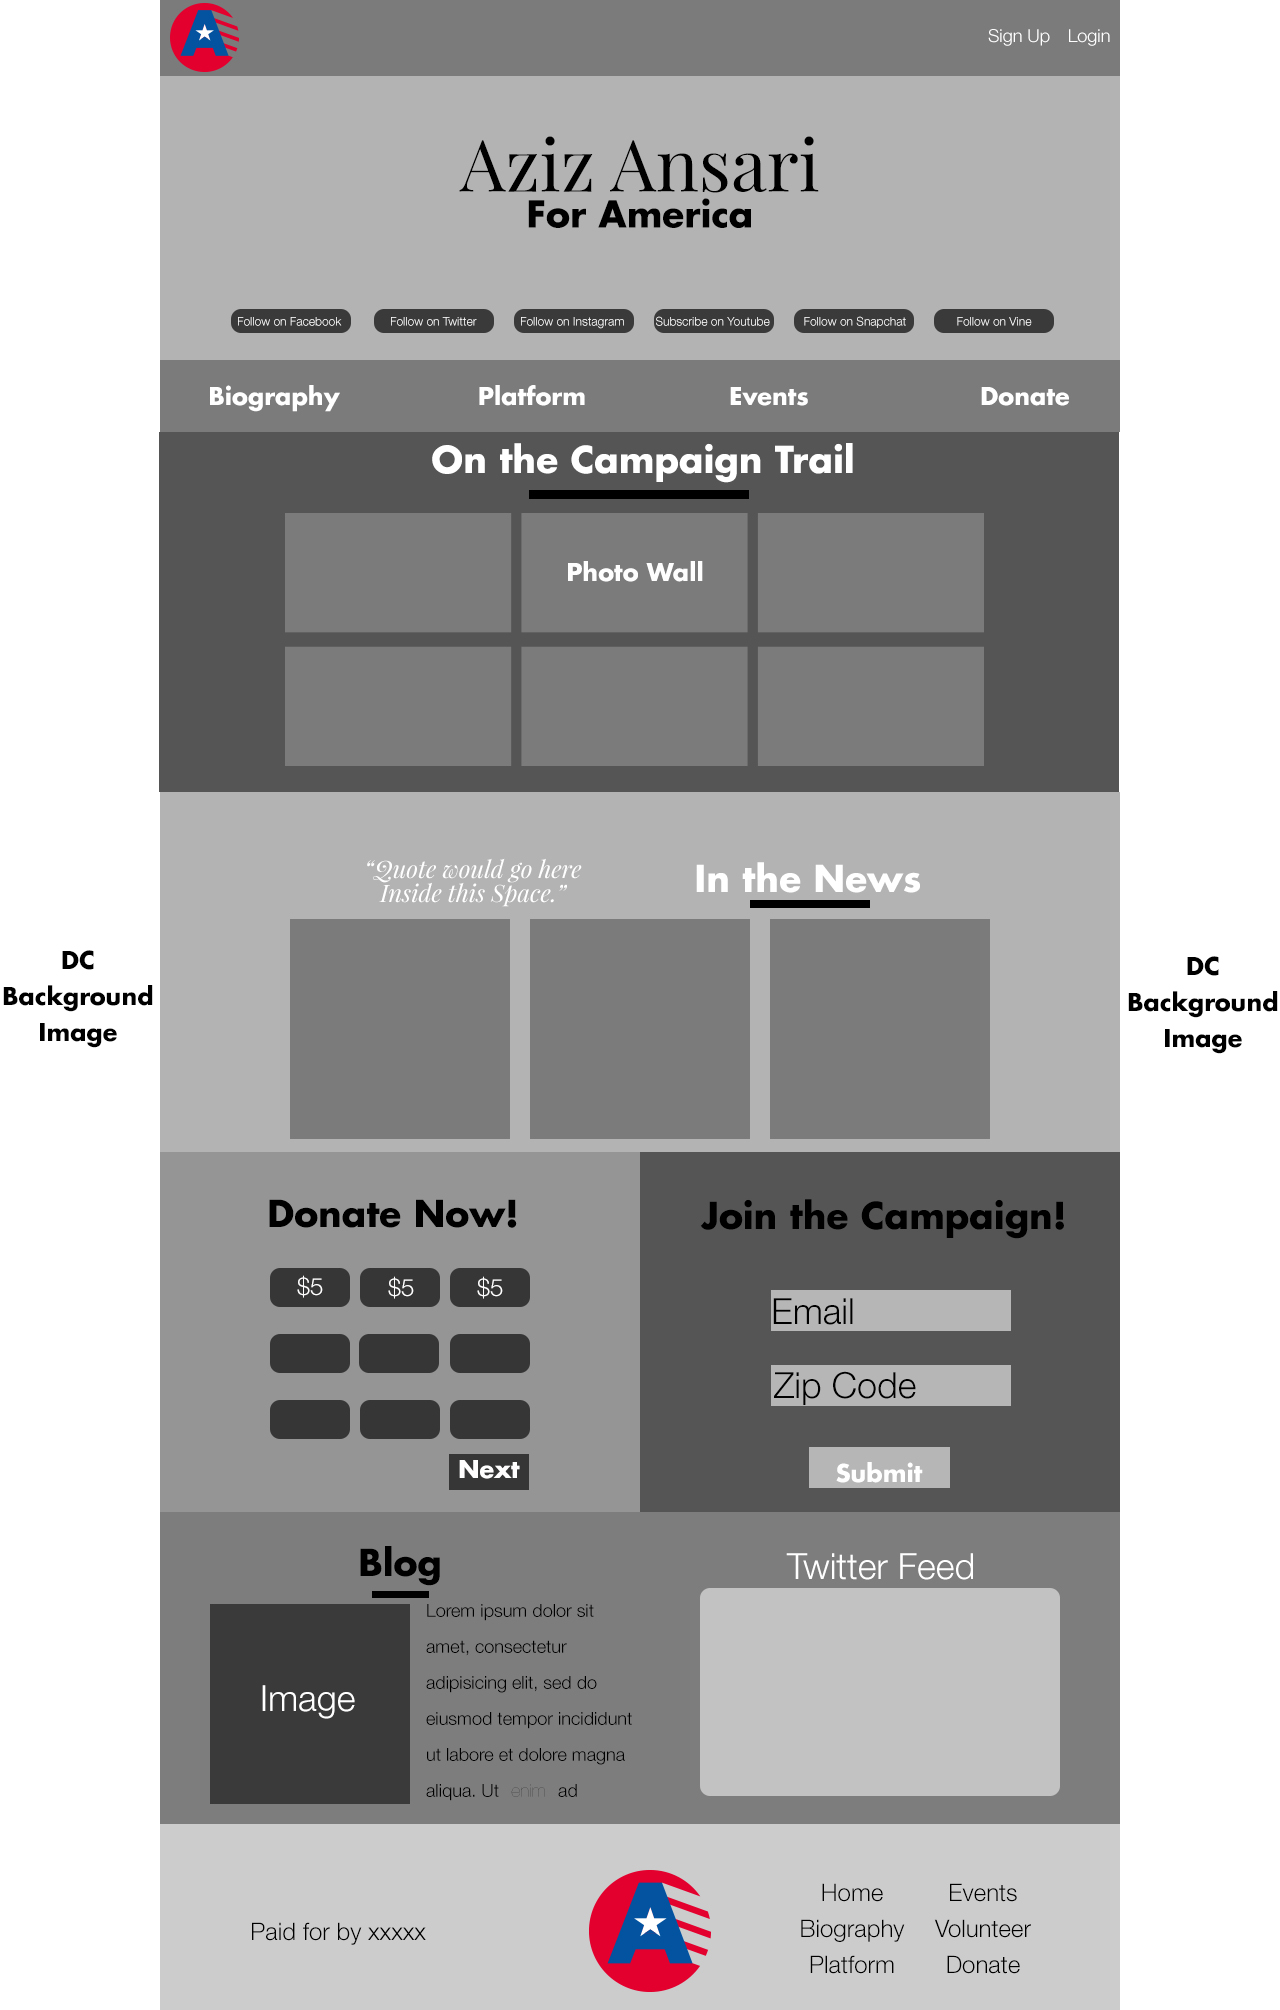 Sign Up Login
Aziz Ansari
For America
Follow on Facebook
Follow on Twitter
Follow on Instagram
Subscribe on Youtube
Follow on Snapchat
Follow on Vine
Biography
Platform
Events
Donate
On the Campaign Trail
Photo Wall
“Quote would go here
Inside this Space.”
In the News
DC
Background
Image
DC
Background
Image
Donate Now!
$5
$5
$5
Next
Join the Campaign!
Email
Zip Code
Submit
Blog
Image
Lorem ipsum dolor sit
amet, consectetur
adipisicing elit, sed do
eiusmod tempor incididunt
ut labore et dolore magna
aliqua. Ut enim ad
Twitter Feed
Paid for by xxxxx
A
Home
Biography
Platform
Events
Volunteer
Donate